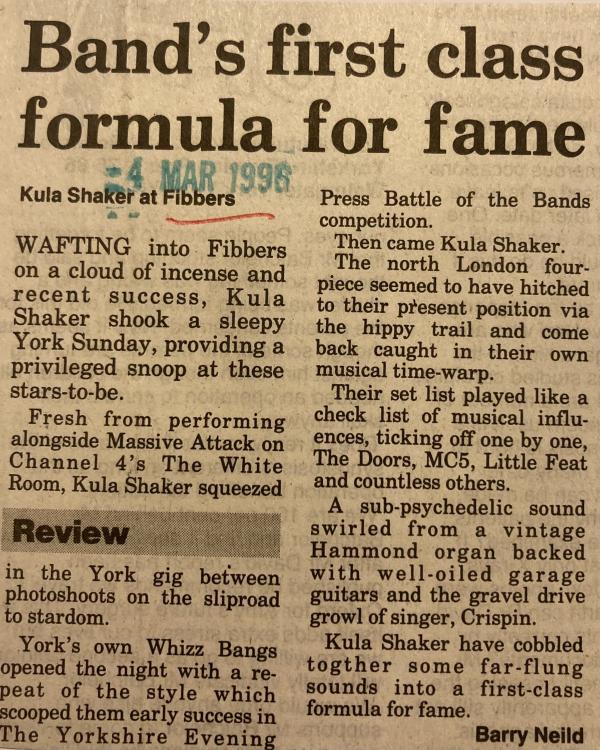 Band's first class
formula for fame
4 MAR 1996
Kula Shaker at Fibbers
WAFTING into Fibbers
on a cloud of incense and
recent success, Kula
Shaker shook a sleepy
York Sunday, providing a
privileged snoop at these
stars-to-be.
Fresh from performing
alongside Massive Attack on
Channel 4's The White
Room, Kula Shaker squeezed
Review
in the York gig between
photoshoots on the sliproad
to stardom.
York's own Whizz Bangs
opened the night with a re-
peat of the style which
scooped them early success in
The Yorkshire Evening
Press Battle of the Bands
competition.
Then came Kula Shaker.
The north London four-
piece seemed to have hitched
to their present position via
the hippy trail and come
back caught in their own
musical time-warp.
Their set list played like a
check list of musical influ-
ences, ticking off one by one,
The Doors, MC5, Little Feat
and countless others.
A sub-psychedelic sound
swirled from a vintage
Hammond organ backed
with well-oiled garage
guitars and the gravel drive
growl of singer, Crispin.
Kula Shaker have cobbled
togther some far-flung
sounds into a first-class
formula for fame.
Barry Neild